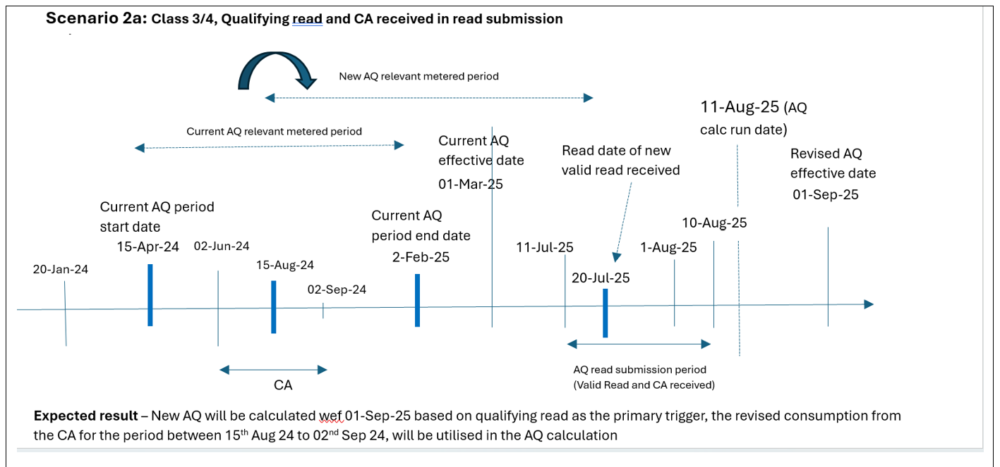 Scenario 2a: Class 3/4, Qualifying read and CA received in read submission
New AQ relevant metered period
11-Aug-25 (AQ
calc run date)
Current AQ relevant metered period
Current AQ
effective date
01-Mar-25
Read date of new
valid read received
Revised AQ
effective date
01-Sep-25
Current AQ period
start date
15-Apr-24
02-Jun-24
Current AQ
period end date
2-Feb-25
10-Aug-25
11-Jul-25
1-Aug-25
20-Jan-24
15-Aug-24
20-Jul-25
02-Sep-24
CA
AQ read submission period
(Valid Read and CA received)
Expected result – New AQ will be calculated wef 01-Sep-25 based on qualifying read as the primary trigger, the revised consumption from
the CA for the period between 15th Aug 24 to 02nd Sep 24, will be utilised in the AQ calculation